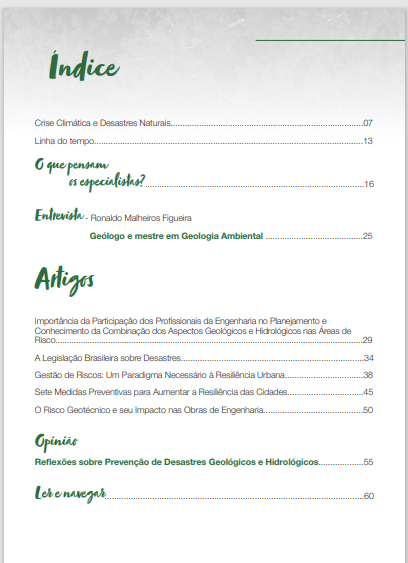 Índice
Crise Climática e Desastres Naturais.......................................................................07
Linha do tempo.......................................................................................................13
O que pensam
os especialistas?.................................................................................16
Entrevista - Ronaldo Malheiros Figueira
Geólogo e mestre em Geologia Ambiental ...................................25
Artigos
Importância da Participação dos Profissionais da Engenharia no Planejamento e
Conhecimento da Combinação dos Aspectos Geológicos e Hidrológicos nas Áreas de
Risco.......................................................................................................................29
A Legislação Brasileira sobre Desastres...................................................................34
Gestão de Riscos: Um Paradigma Necessário à Resiliência Urbana............................38
Sete Medidas Preventivas para Aumentar a Resiliência das Cidades...........................45
O Risco Geotécnico e seu Impacto nas Obras de Engenharia....................................50
Opinião
Reflexões sobre Prevenção de Desastres Geológicos e Hidrológicos.................55
Ler e navegar.....................................................................................................60